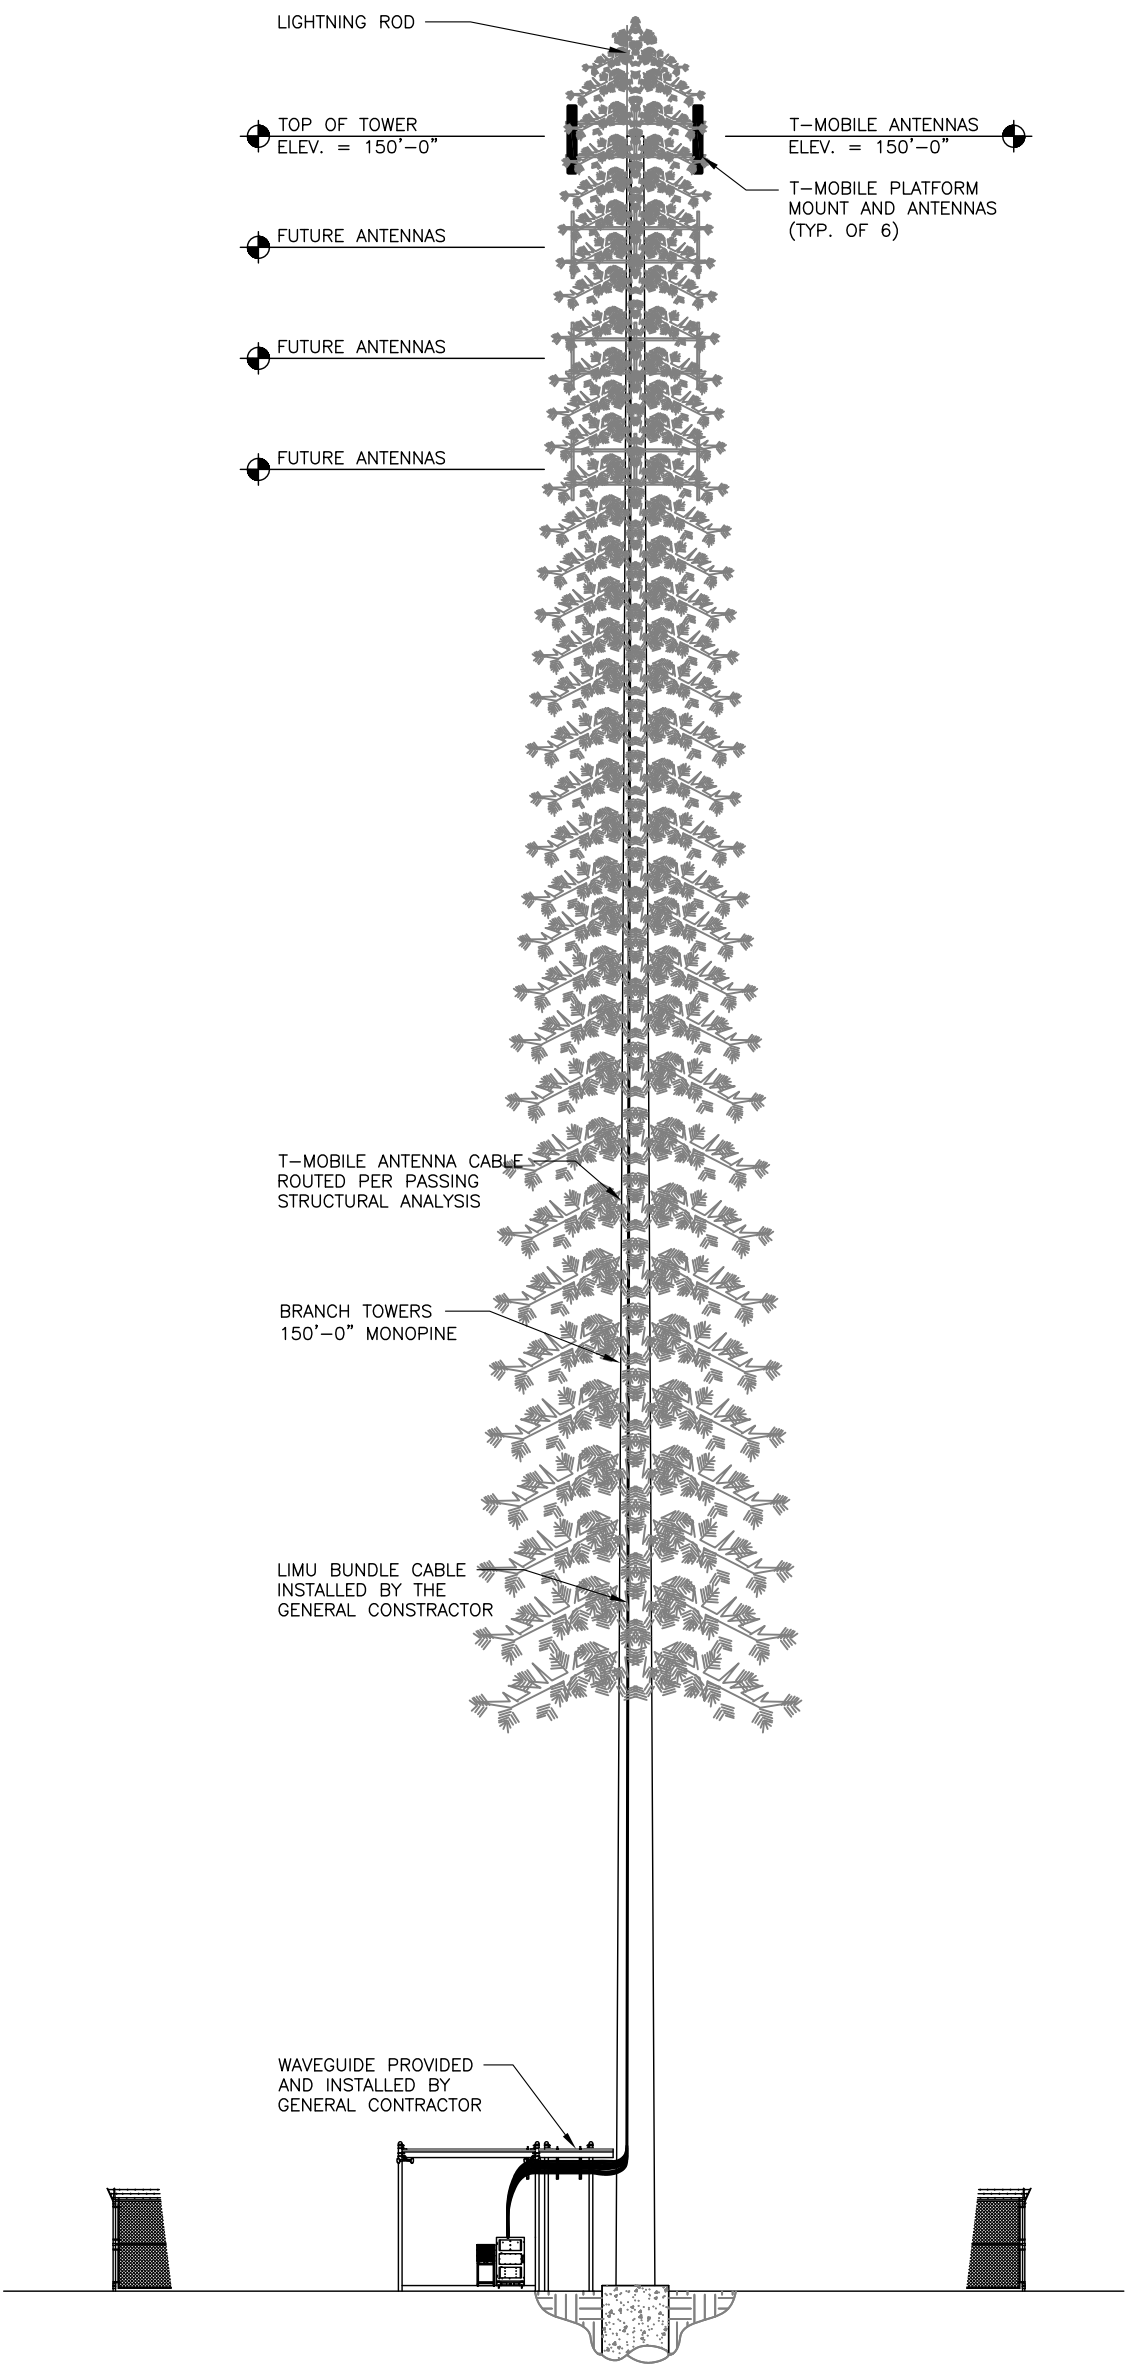 LIGHTNING ROD
TOP OF TOWER
ELEV. = 150'-0"
T-MOBILE ANTENNAS
ELEV. = 150'-0"
T-MOBILE PLATFORM
MOUNT AND ANTENNAS
(TYP. OF 6)
FUTURE ANTENNAS
FUTURE ANTENNAS
FUTURE ANTENNAS
T-MOBILE ANTENNA CABLE
ROUTED PER PASSING
STRUCTURAL ANALYSIS
BRANCH TOWERS
150'-0" MONOPINE
LIMU BUNDLE CABLE
INSTALLED BY THE
GENERAL CONSTRACTOR
WAVEGUIDE PROVIDED
AND INSTALLED BY
GENERAL CONTRACTOR